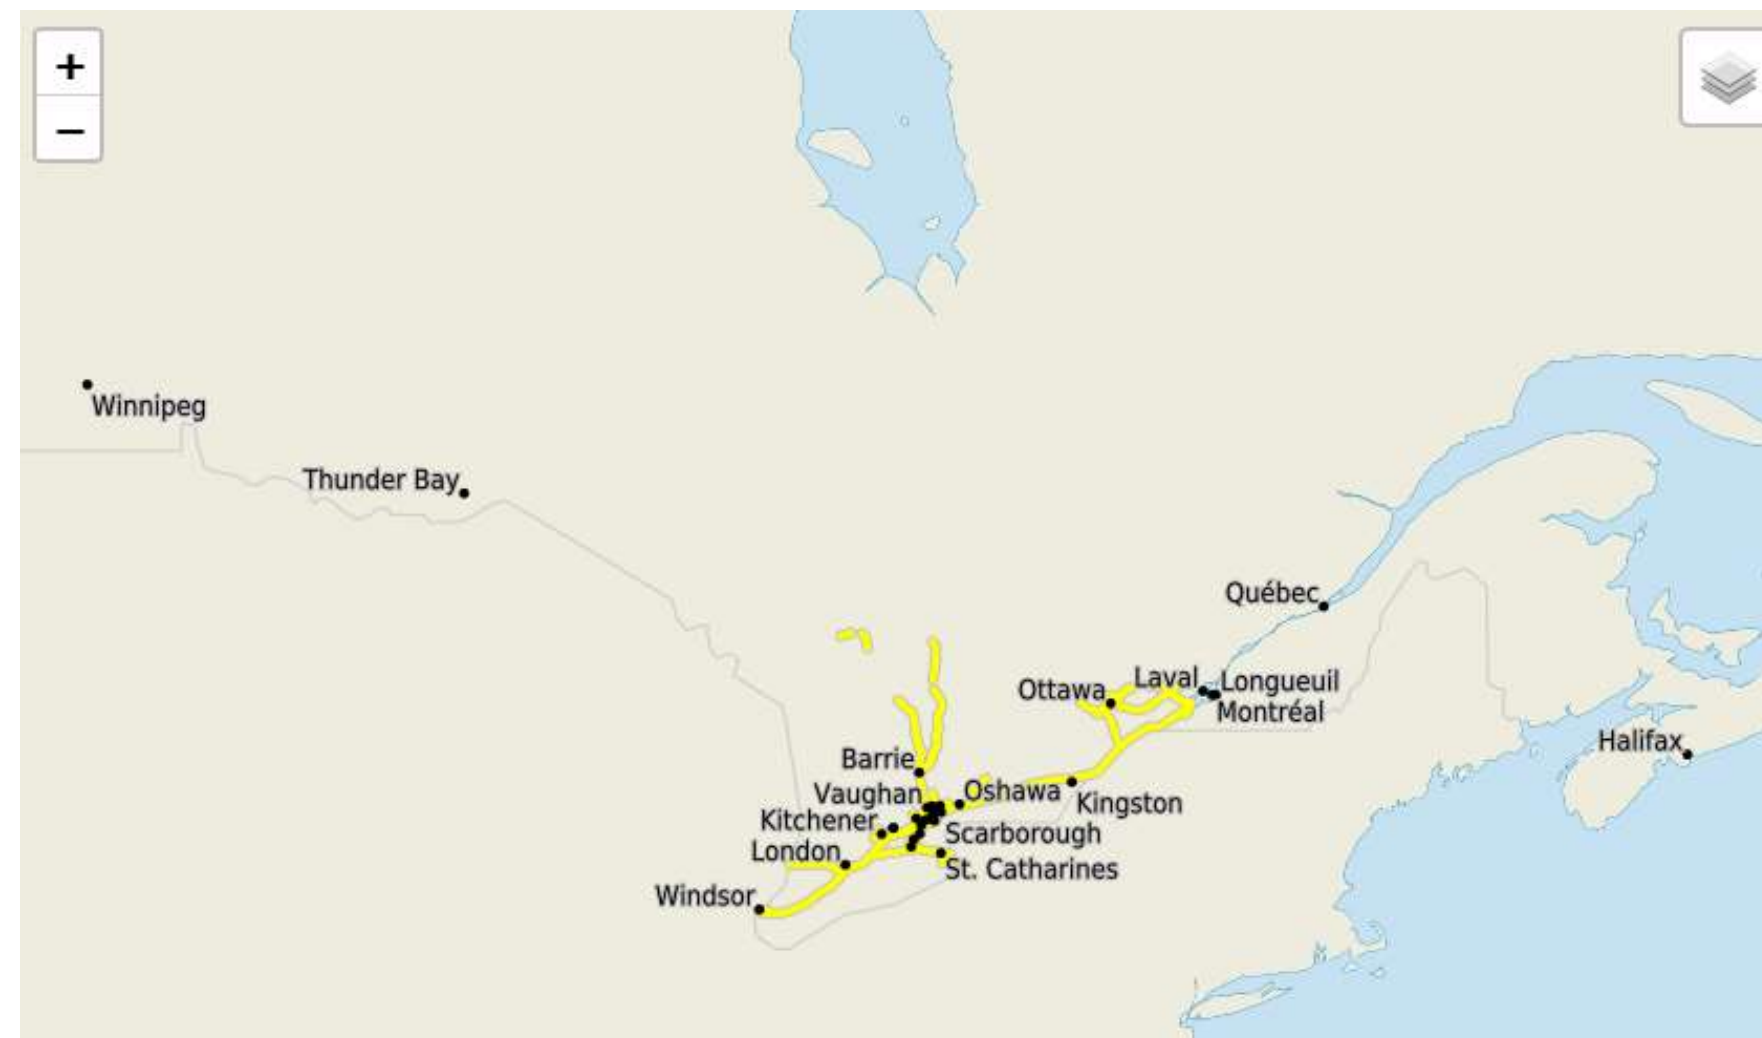 +
−
Winnipeg
Thunder Bay
Québec
Ottawa
Laval
Longueuil
Montréal
Halifax
Barrie
Vaughan
Oshawa
Kingston
Kitchener
Scarborough
London
St. Catharines
Windsor